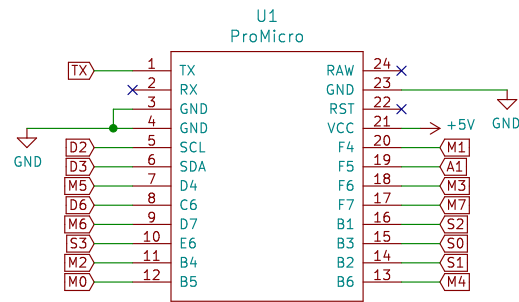 U1
ProMicro
TX 1 TX RAW 24
2 RX GND 23
3 GND RST 22
GND 4 GND VCC 21 +5V GND
D2 5 SCL F4 20 M1
D3 6 SDA F5 19 A1
M5 7 D4 F6 18 M3
D6 8 C6 F7 17 M7
M6 9 D7 B1 16 S2
S3 10 E6 B3 15 S0
M2 11 B4 B2 14 S1
M0 12 B5 B6 13 M4